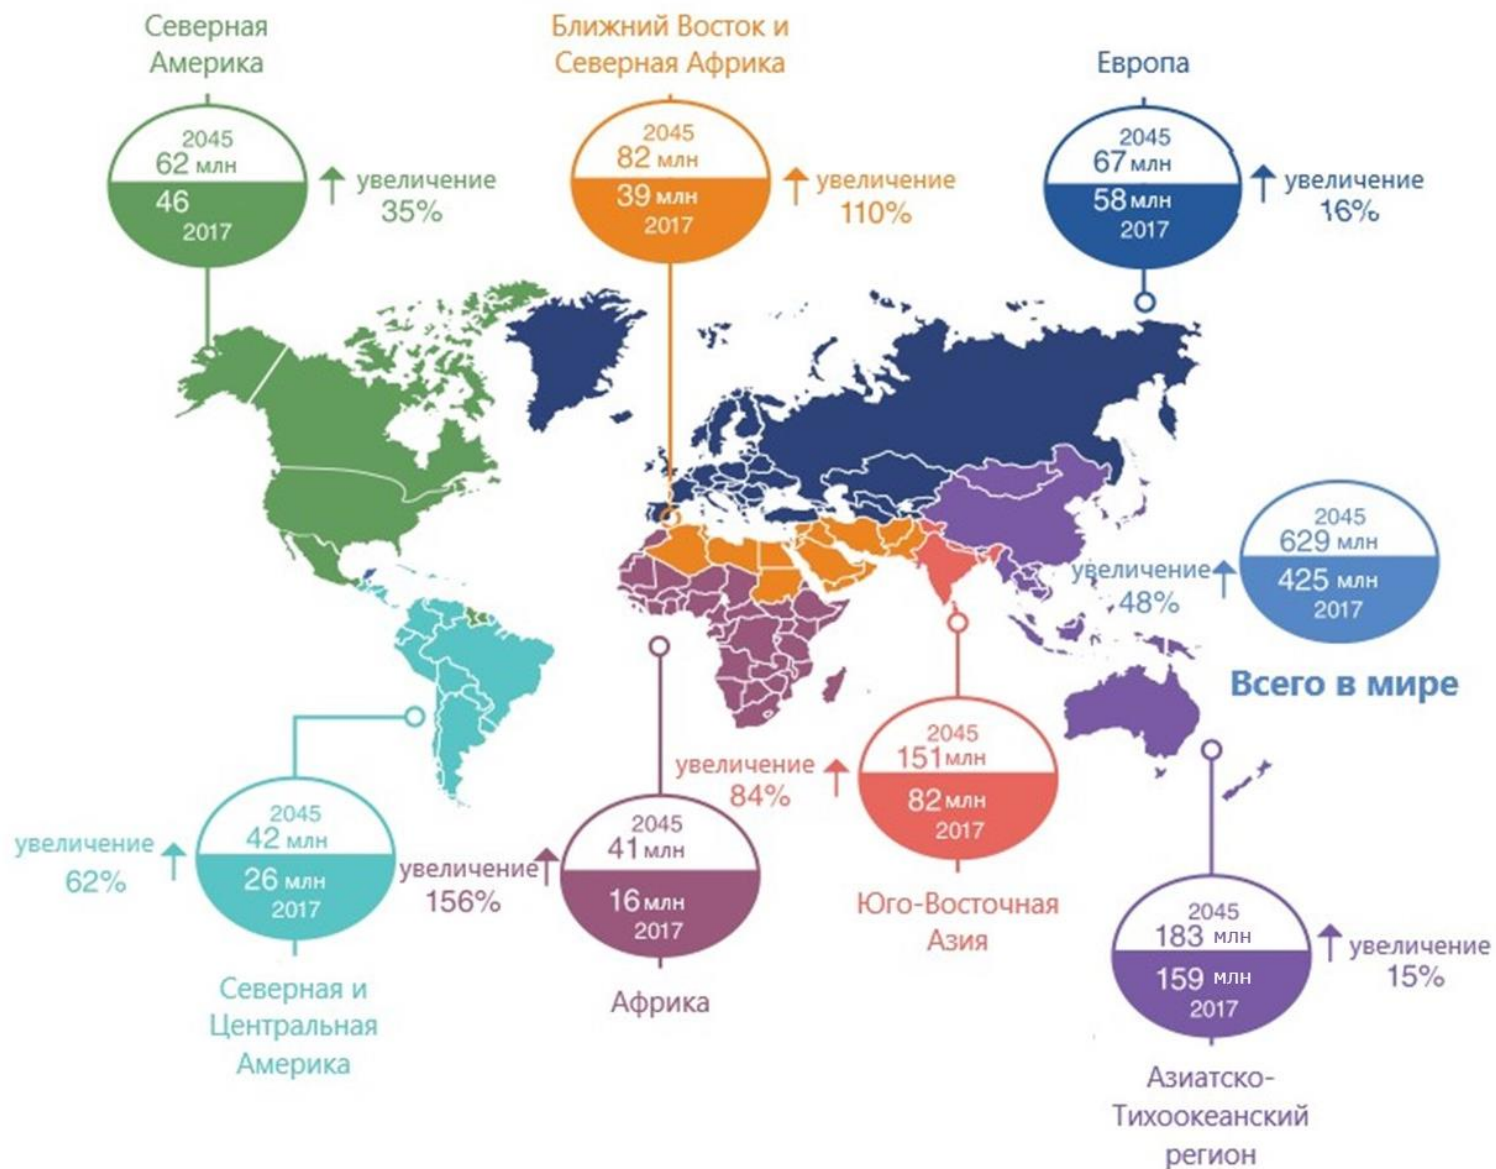 Северная
Америка
2045
62 млн
46
2017
увеличение
35%
Ближний Восток и
Северная Африка
2045
82 млн
39 млн
2017
увеличение
110%
Европа
2045
67 млн
58 млн
2017
увеличение
16%
2045
629 млн
425 млн
2017
увеличение
48%
Всего в мире
2045
42 млн
26 млн
2017
увеличение
62%
Северная и
Центральная
Америка
2045
41 млн
16 млн
2017
увеличение
156%
Африка
2045
151 млн
82 млн
2017
увеличение
84%
Юго-Восточная
Азия
2045
183 млн
159 млн
2017
увеличение
15%
Азиатско-
Тихоокеанский
регион